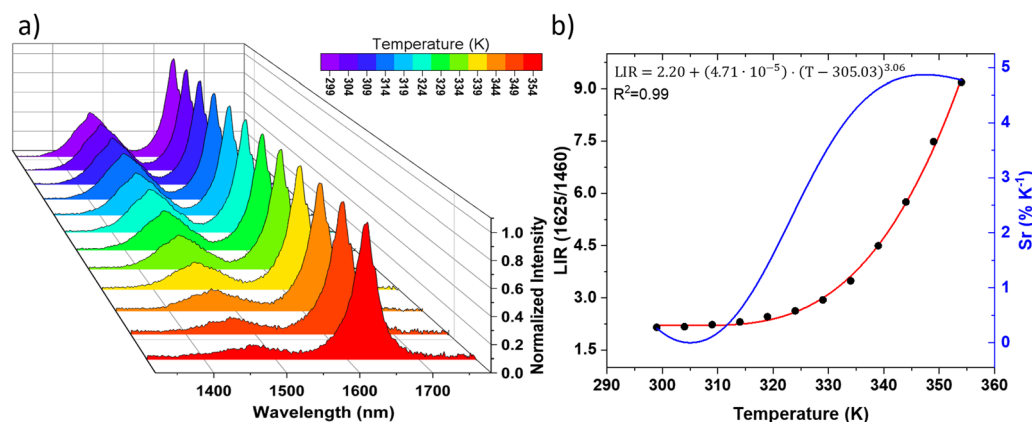 a)
Temperature (K)
299 304 309 314 319 324 329 334 339 344 349 354
1.0
0.8
0.6
0.4
0.2
0.0
Normalized Intensity
1400 1500 1600 1700
Wavelength (nm)
b)
LIR = 2.20 + (4.71 · 10⁻⁵) · (T − 305.03)³·⁰⁶
R²=0.99
9.0
7.5
6.0
4.5
3.0
1.5
LIR (1625/1460)
5
4
3
2
1
0
Sr (% K⁻¹)
290 300 310 320 330 340 350 360
Temperature (K)